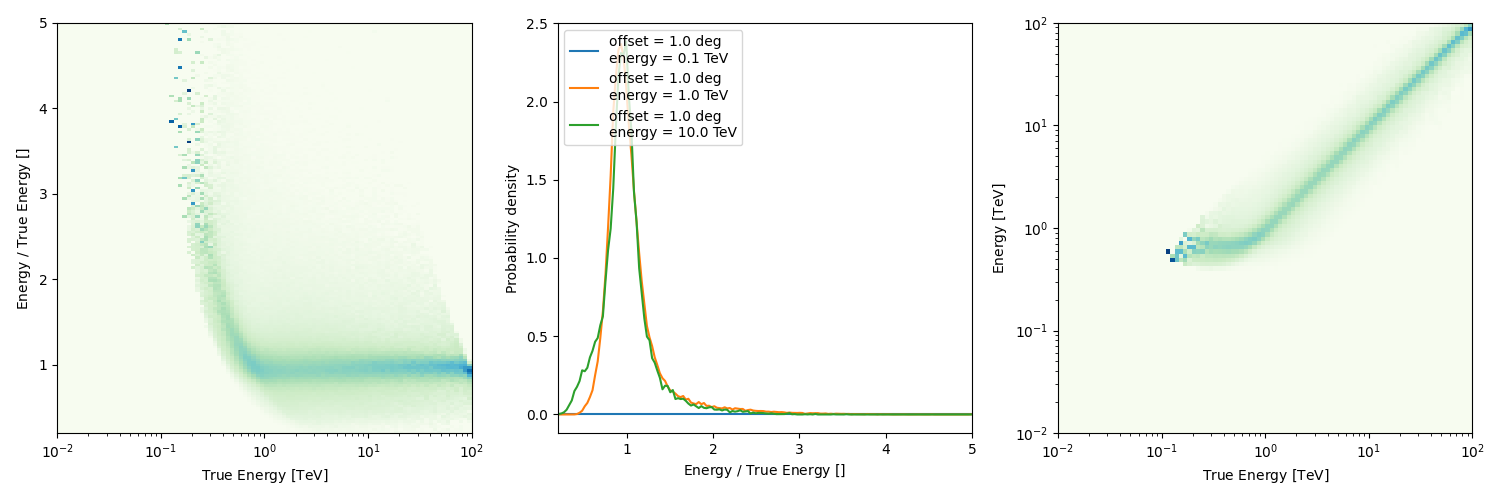 5
4
3
2
1
10⁻²
10⁻¹
10⁰
10¹
10²
True Energy [TeV]
Energy / True Energy []
2.5
2.0
1.5
1.0
0.5
0.0
1
2
3
4
5
Energy / True Energy []
Probability density
offset = 1.0 deg
energy = 0.1 TeV
offset = 1.0 deg
energy = 1.0 TeV
offset = 1.0 deg
energy = 10.0 TeV
10²
10¹
10⁰
10⁻¹
10⁻²
10⁻²
10⁻¹
10⁰
10¹
10²
True Energy [TeV]
Energy [TeV]